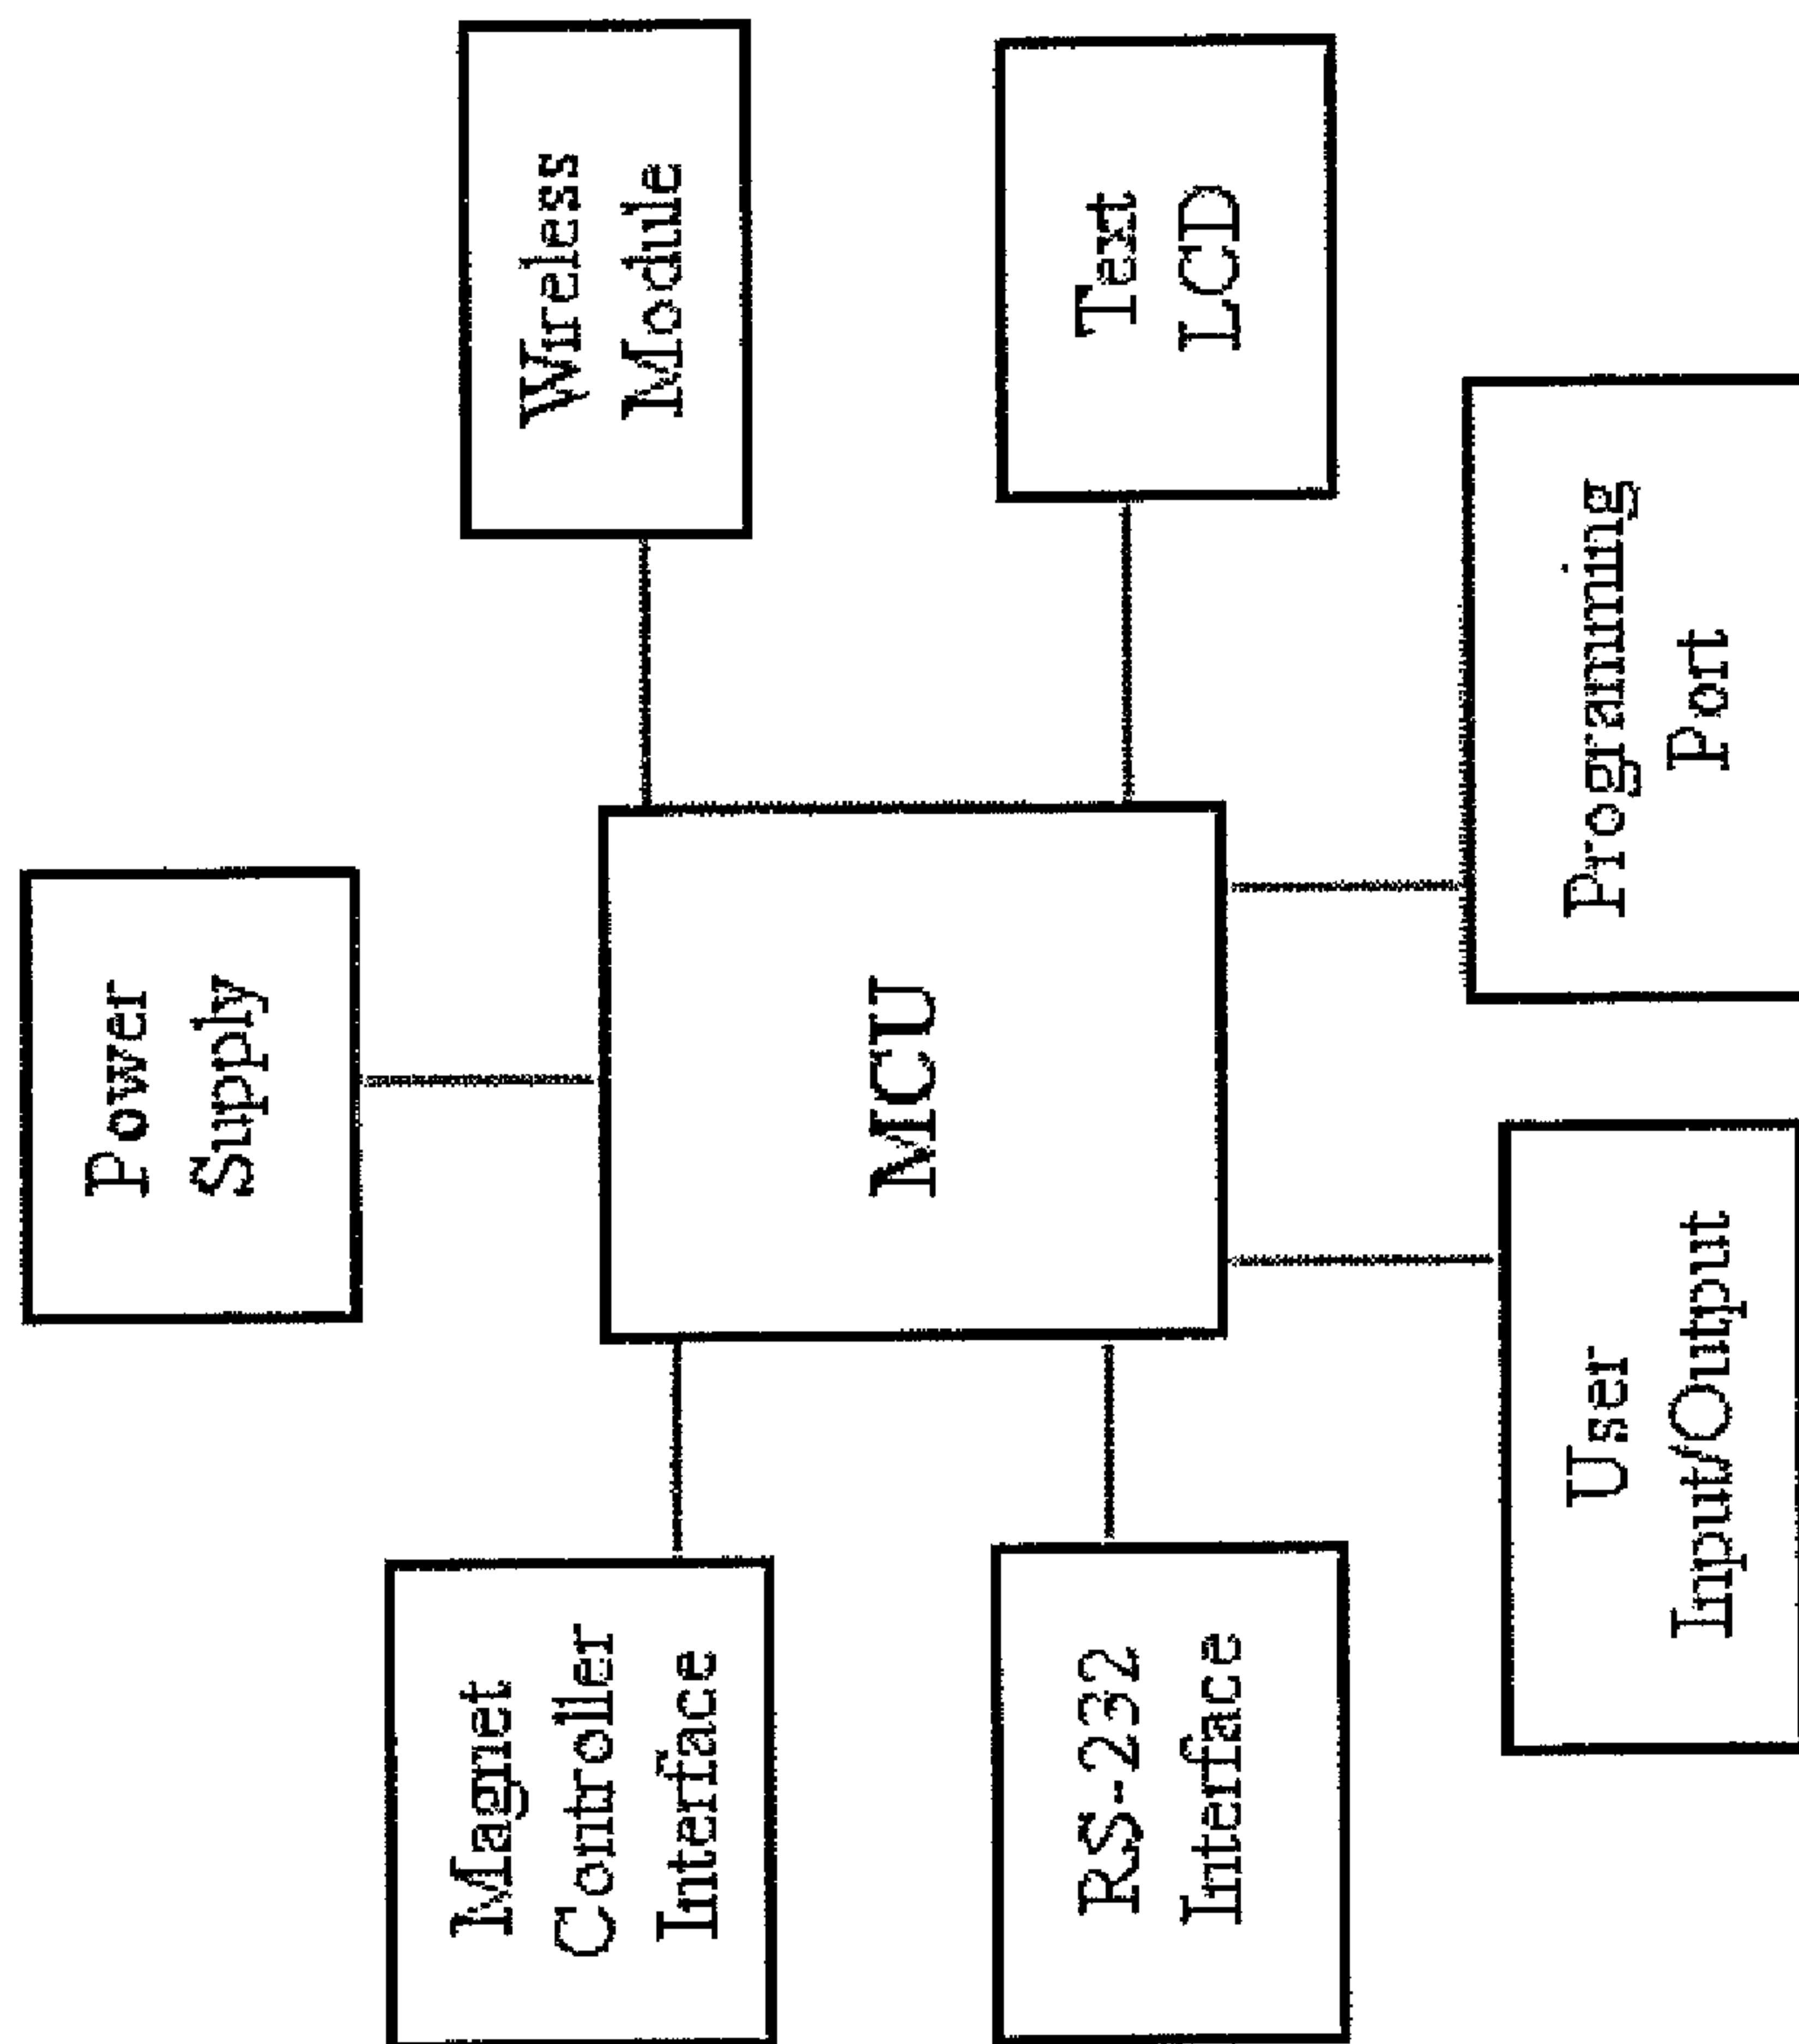 Power
Supply
Magnet
Controller
Interface
Wireless
Module
MCU
RS-232
Interface
Text
LCD
User
Input/Output
Programming
Port